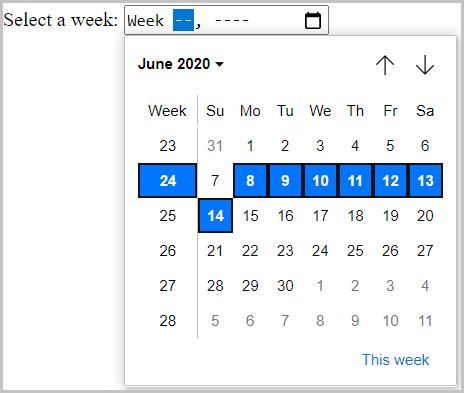 Select a week: Week --, ----
June 2020
Week Su Mo Tu We Th Fr Sa
23 31 1 2 3 4 5 6
24 7 8 9 10 11 12 13
25 14 15 16 17 18 19 20
26 21 22 23 24 25 26 27
27 28 29 30 1 2 3 4
28 5 6 7 8 9 10 11
This week